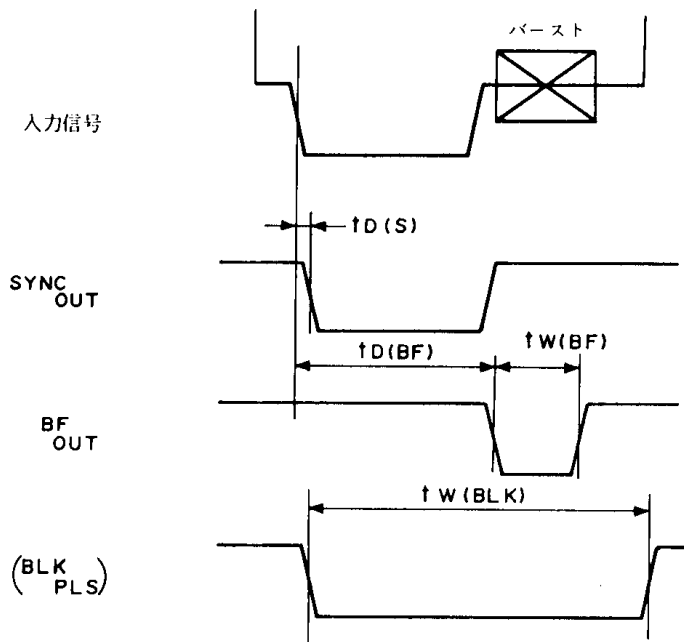 バースト
入力信号
tD(S)
SYNC OUT
tD(BF)
tW(BF)
BF OUT
tW(BLK)
(BLK PLS)